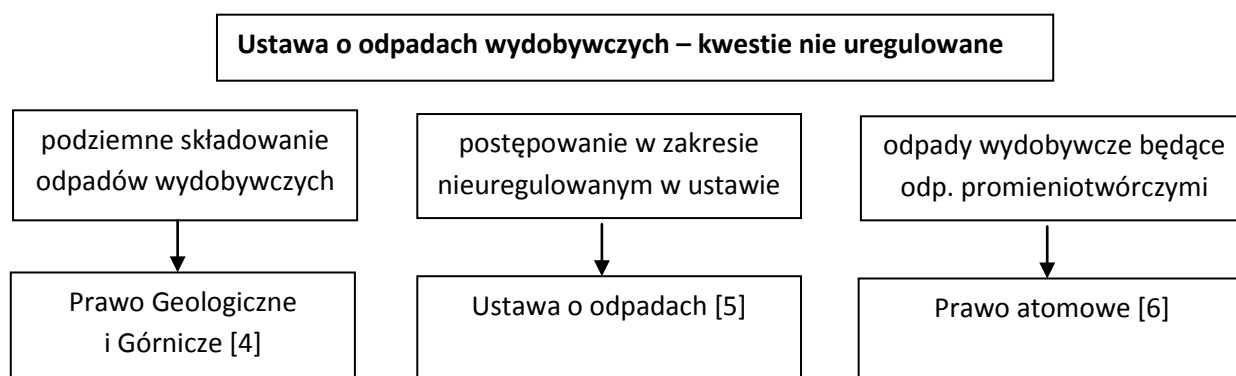 Ustawa o odpadach wydobywczych – kwestie nie uregulowane
podziemne składowanie
odpadów wydobywczych
postępowanie w zakresie
nieuregulowanym w ustawie
odpady wydobywcze będące
odp. promieniotwórczymi
Prawo Geologiczne
i Górnicze [4]
Ustawa o odpadach [5]
Prawo atomowe [6]